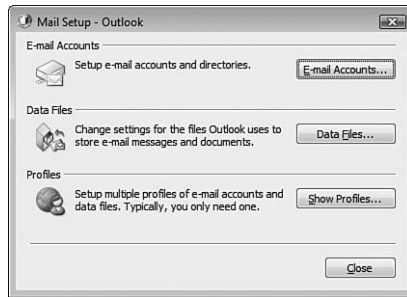 Mail Setup - Outlook
E-mail Accounts
Setup e-mail accounts and directories.
E-mail Accounts...
Data Files
Change settings for the files Outlook uses to
store e-mail messages and documents.
Data Files...
Profiles
Setup multiple profiles of e-mail accounts and
data files. Typically, you only need one.
Show Profiles...
Close